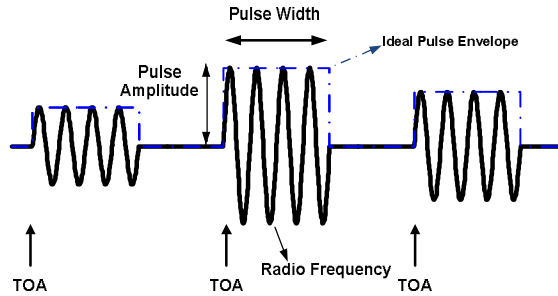 Pulse Width
Ideal Pulse Envelope
Pulse
Amplitude
Radio Frequency
TOA
TOA
TOA